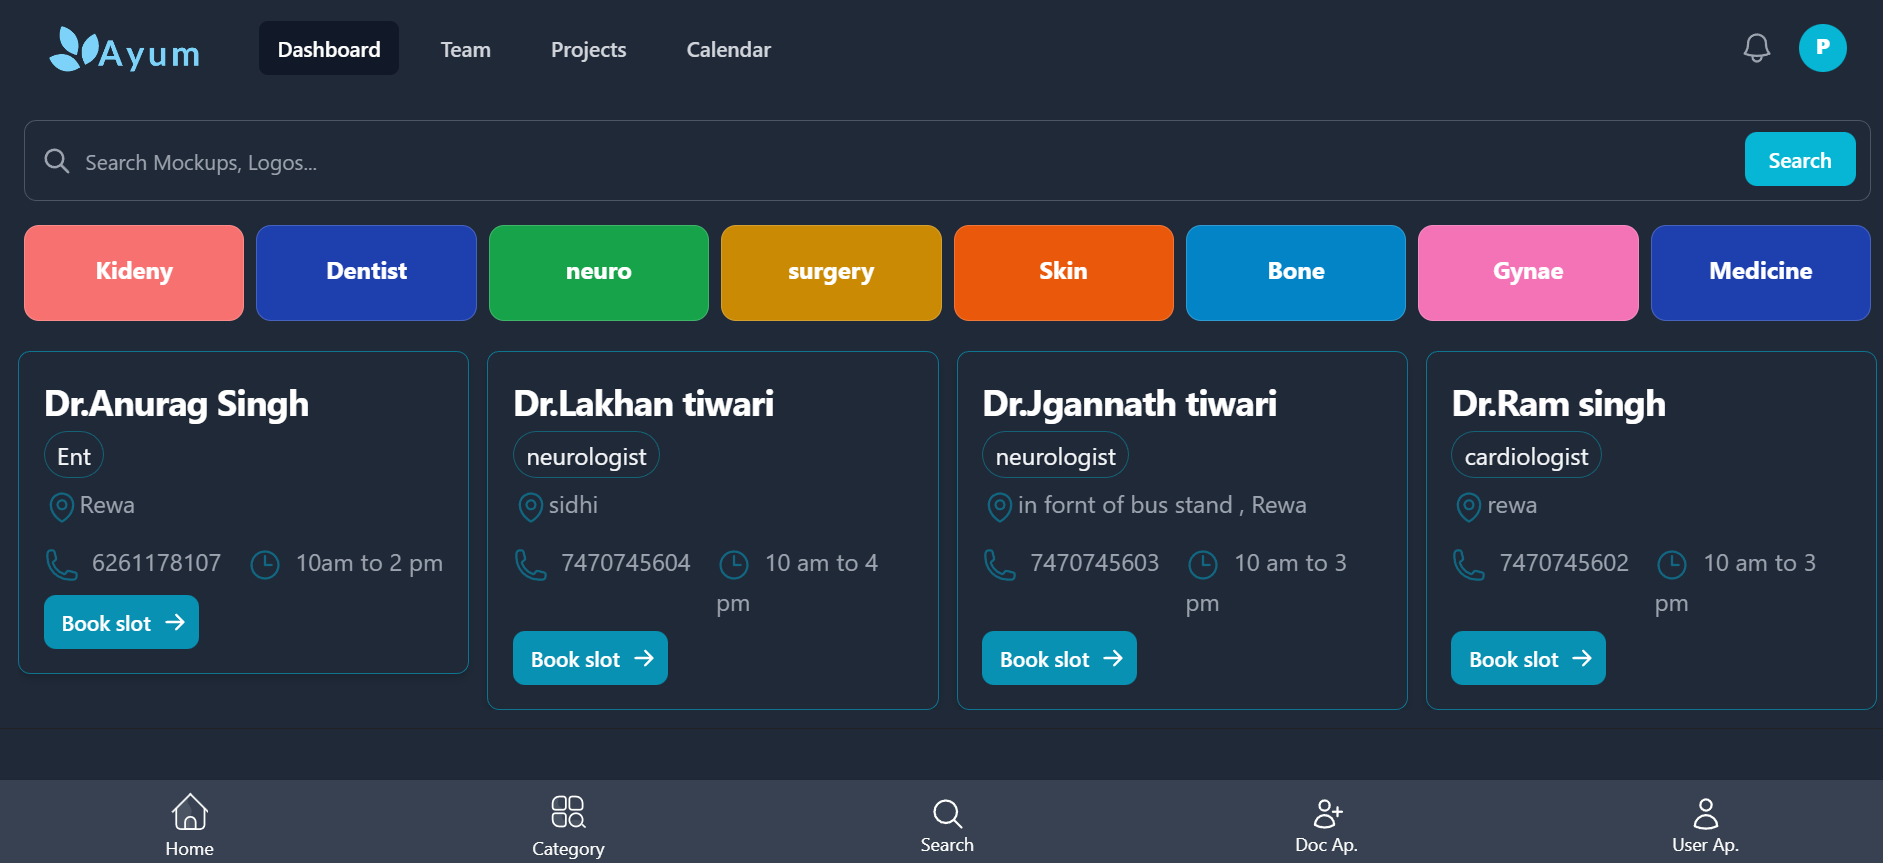 Ayum
Dashboard
Team
Projects
Calendar
P
Search Mockups, Logos...
Search
Kideny
Dentist
neuro
surgery
Skin
Bone
Gynae
Medicine
Dr.Anurag Singh
Ent
Rewa
6261178107
10am to 2 pm
Book slot
Dr.Lakhan tiwari
neurologist
sidhi
7470745604
10 am to 4
pm
Book slot
Dr.Jgannath tiwari
neurologist
in fornt of bus stand , Rewa
7470745603
10 am to 3
pm
Book slot
Dr.Ram singh
cardiologist
rewa
7470745602
10 am to 3
pm
Book slot
Home
Category
Search
Doc Ap.
User Ap.